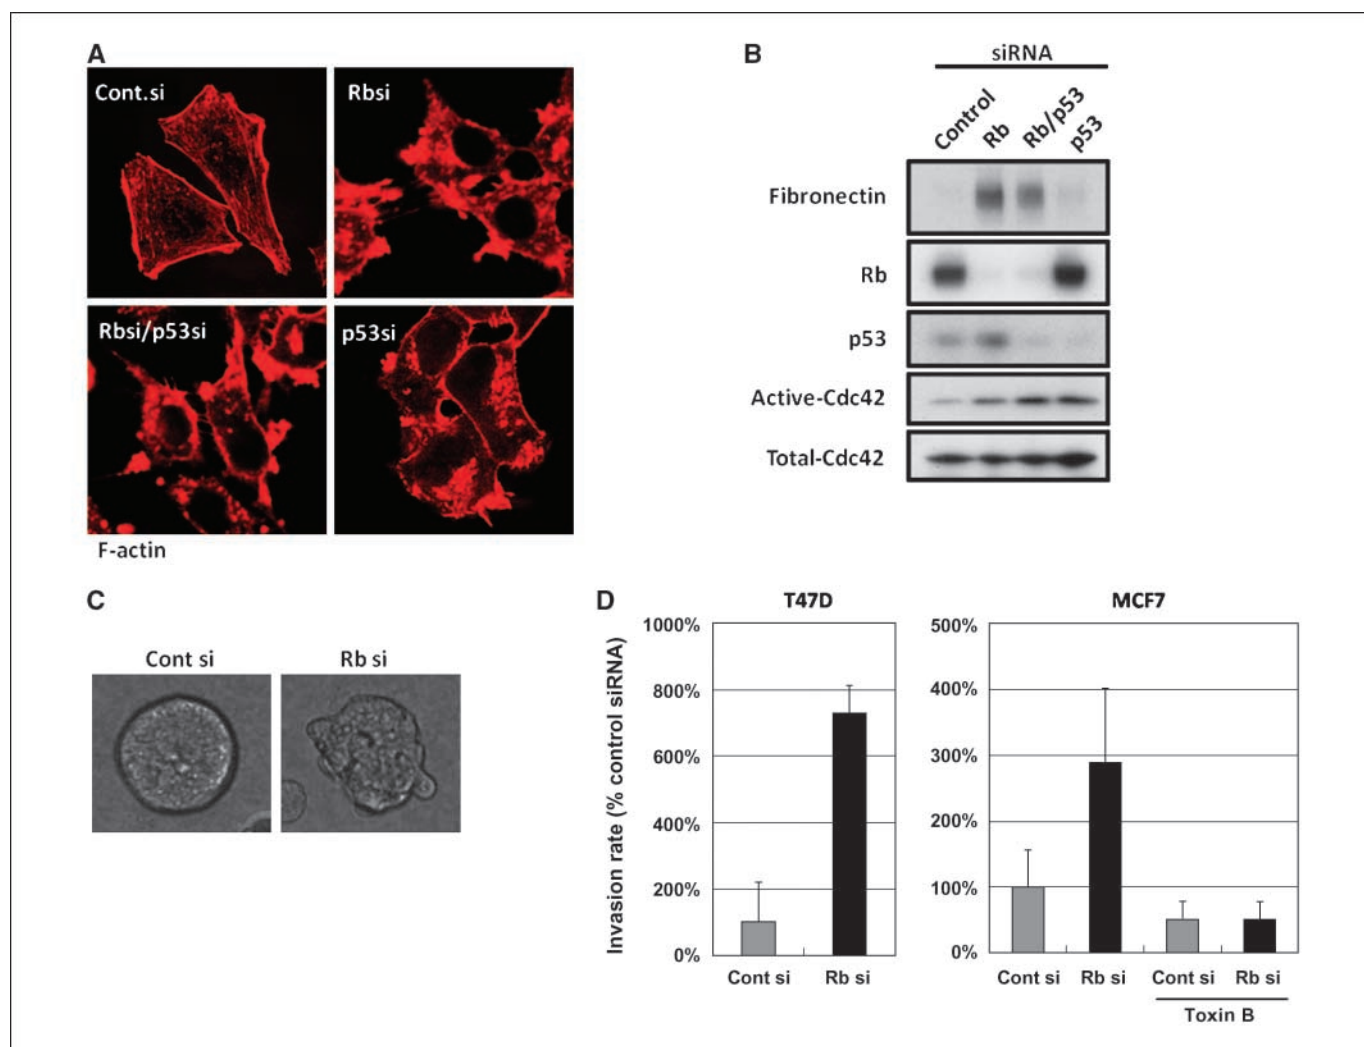 A
Cont.si
Rbsi
Rbsi/p53si
p53si
F-actin
B
siRNA
Control
Rb
Rb/p53
p53
Fibronectin
Rb
p53
Active-Cdc42
Total-Cdc42
C
Cont si
Rb si
D
T47D
Invasion rate (% control siRNA)
1000%
800%
600%
400%
200%
0%
Cont si
Rb si
MCF7
500%
400%
300%
200%
100%
0%
Cont si
Rb si
Cont si
Rb si
Toxin B